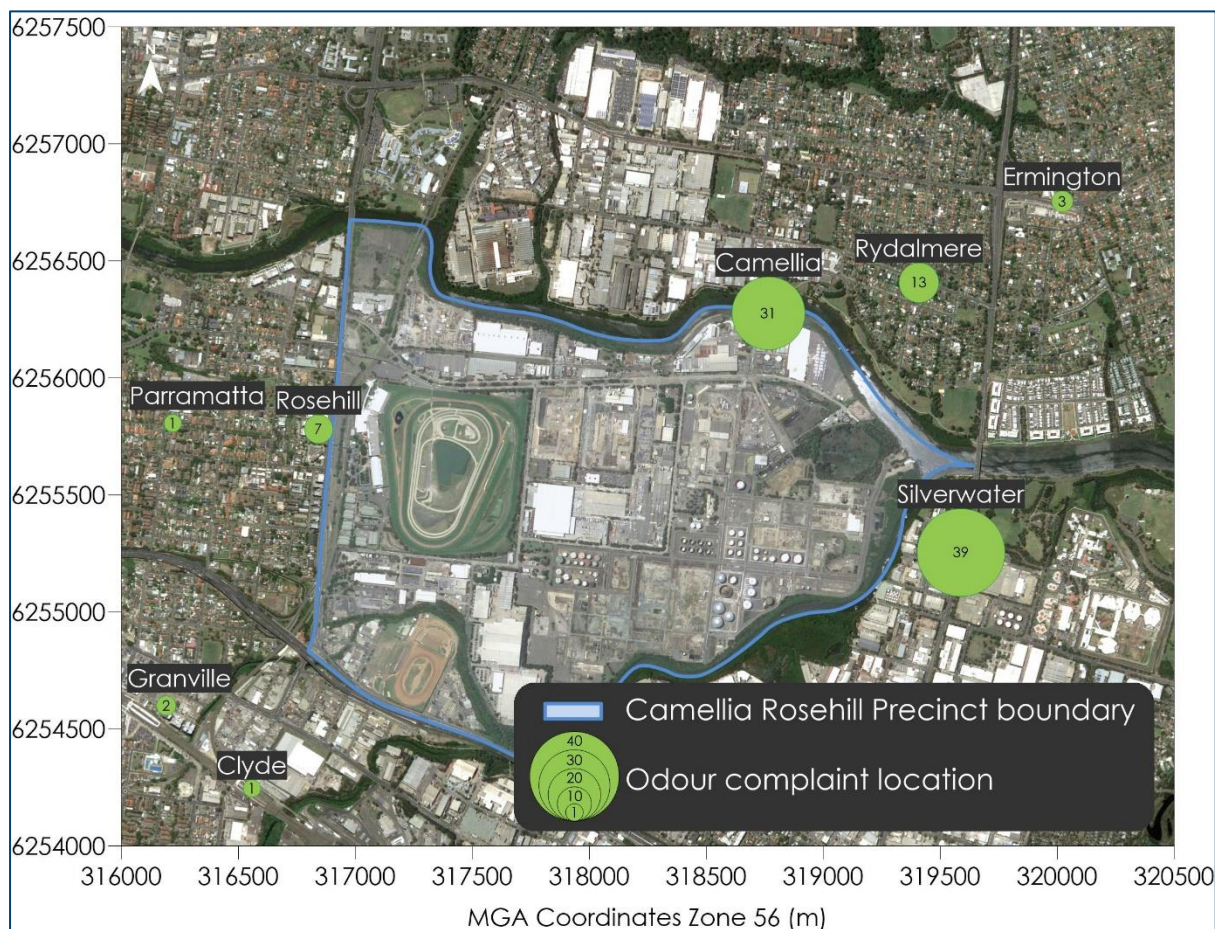 6257500
6257000
6256500
6256000
6255500
6255000
6254500
6254000
N
Ermington
3
Rydalmere
13
Camellia
31
Parramatta
1
Rosehill
7
Silverwater
39
Granville
2
Clyde
1
Camellia Rosehill Precinct boundary
40
30
20
10
1
Odour complaint location
316000 316500 317000 317500 318000 318500 319000 319500 320000 320500
MGA Coordinates Zone 56 (m)